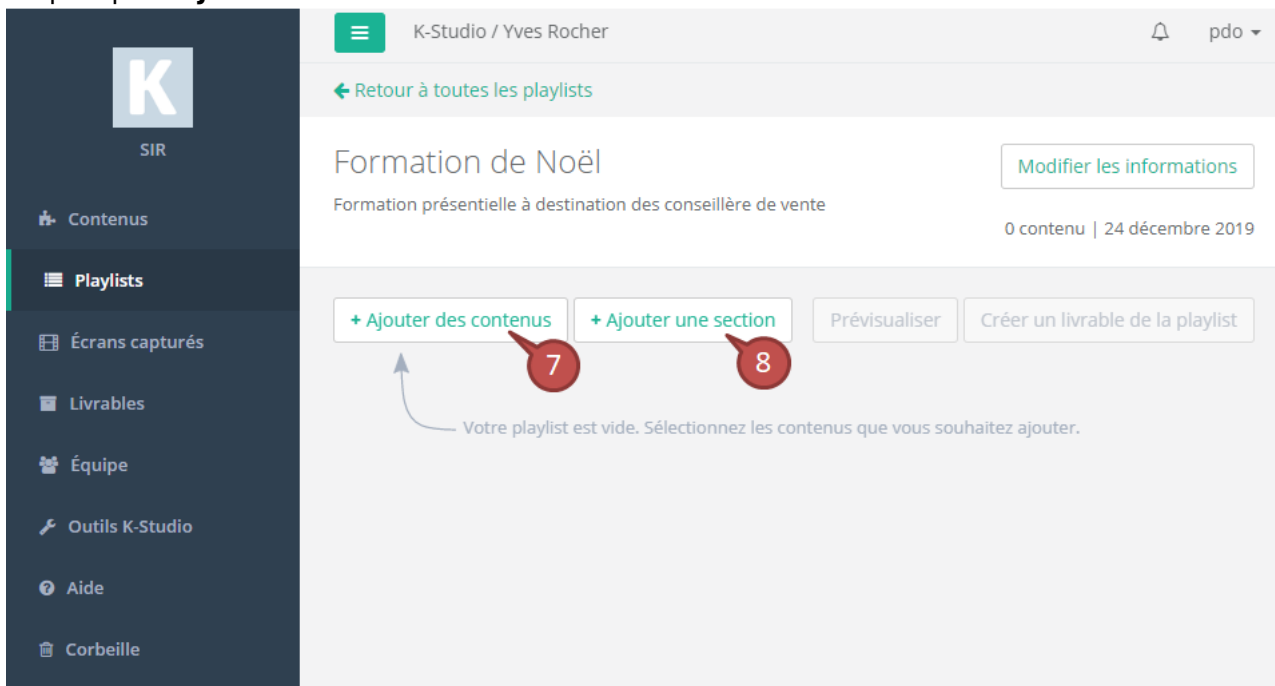 K-Studio / Yves Rocher
pdo
K
SIR
Retour à toutes les playlists
Formation de Noël
Modifier les informations
Formation présentielle à destination des conseillère de vente
0 contenu | 24 décembre 2019
Contenus
Playlists
Écrans capturés
Livrables
Équipe
Outils K-Studio
Aide
Corbeille
+ Ajouter des contenus
+ Ajouter une section
Prévisualiser
Créer un livrable de la playlist
7
8
Votre playlist est vide. Sélectionnez les contenus que vous souhaitez ajouter.